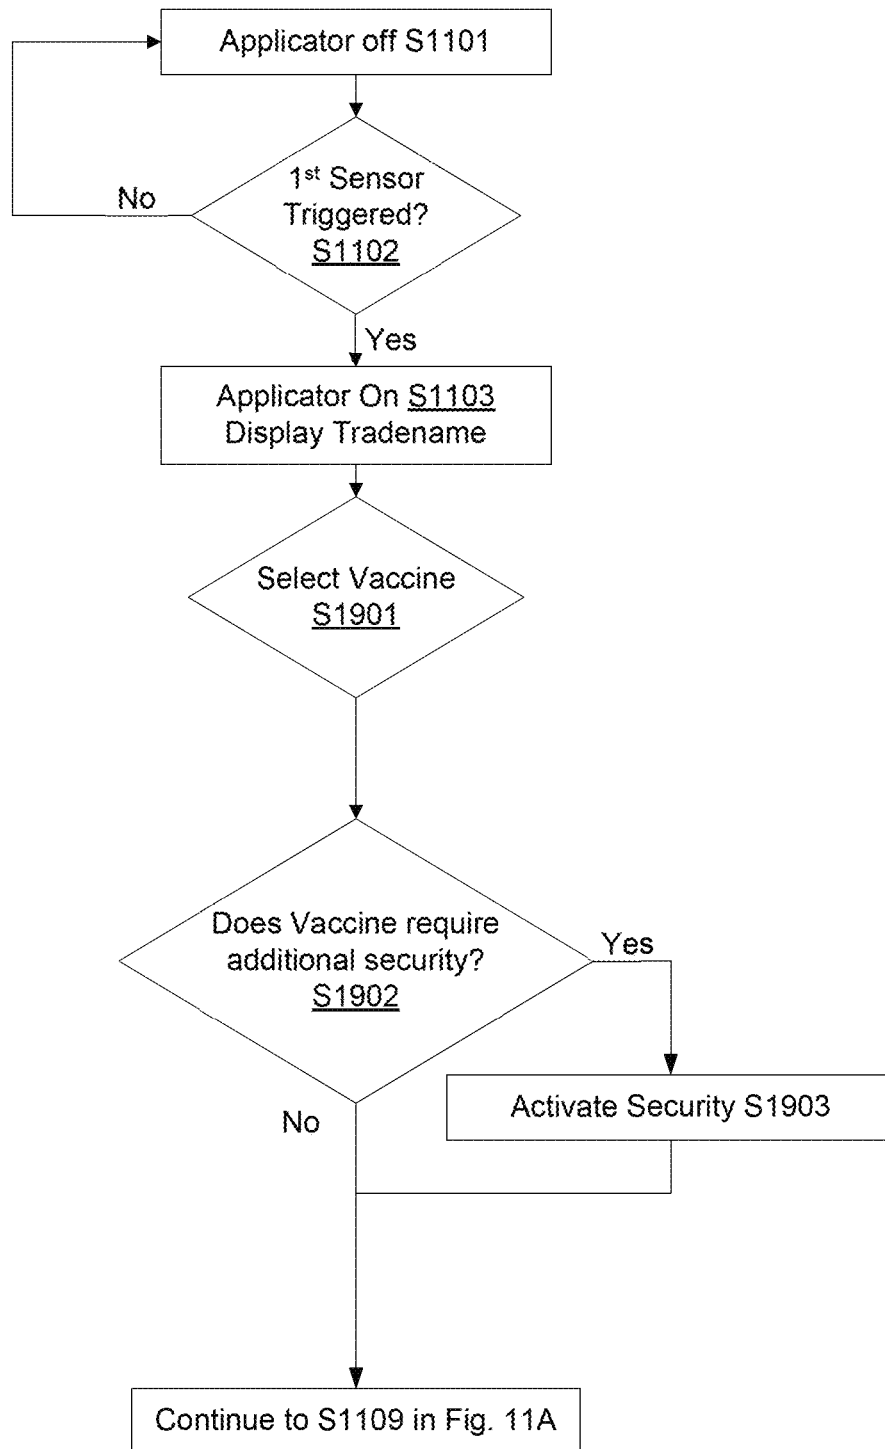 Applicator off S1101
1st Sensor
Triggered?
S1102
No
Yes
Applicator On S1103
Display Tradename
Select Vaccine
S1901
Does Vaccine require
additional security?
S1902
Yes
Activate Security S1903
No
Continue to S1109 in Fig. 11A